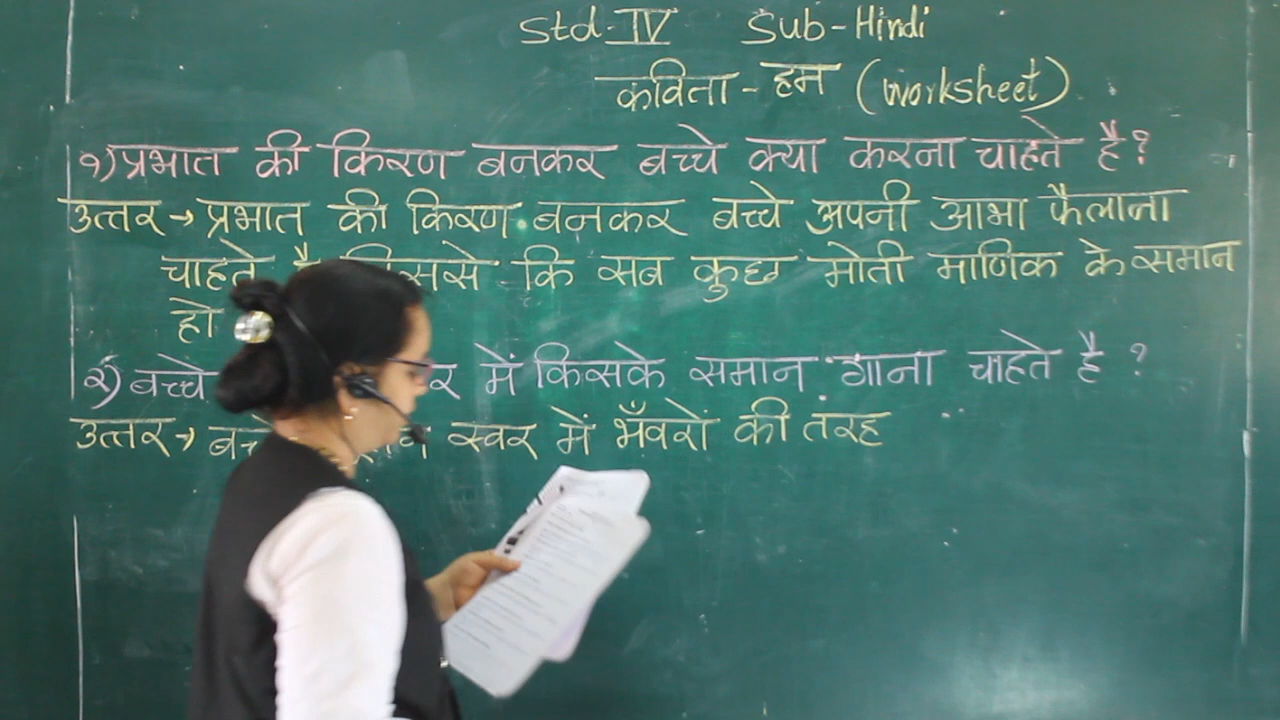 Std-IV Sub-Hindi
कविता - हम (Worksheet)
१) प्रभात की किरण बनकर बच्चे क्या करना चाहते है?
उत्तर → प्रभात की किरण बनकर बच्चे अपनी आभा फैलाना
चाहते कि सब कुछ मोती माणिक के समान
हो
२) बच्चे में किसके समान गाना चाहते है ?
उत्तर → स्वर में भँवरों की तरह